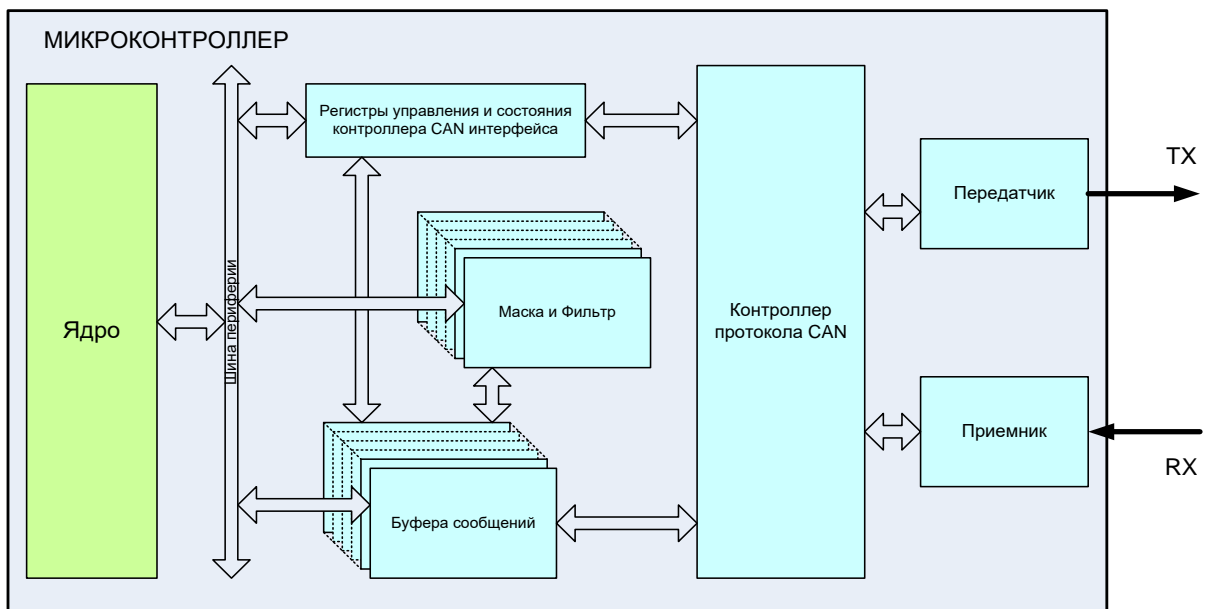 МИКРОКОНТРОЛЛЕР
Регистры управления и состояния
контроллера CAN интерфейса
TX
Передатчик
Шина периферии
Маска и Фильтр
Ядро
Контроллер
протокола CAN
Приемник
RX
Буфера сообщений